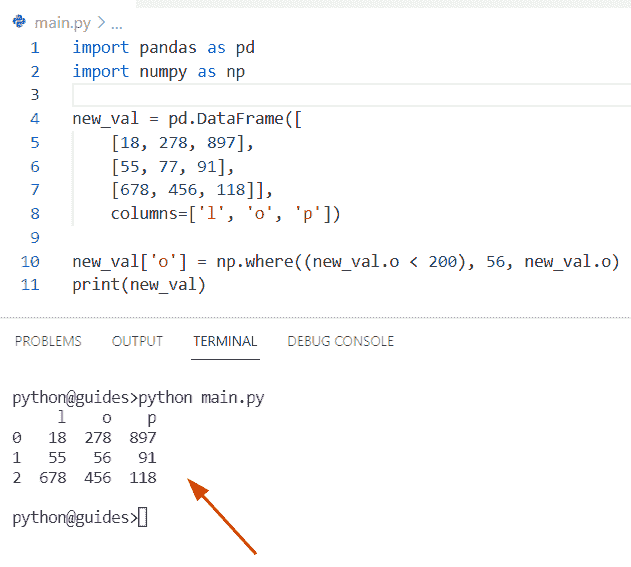 main.py > ...
1 import pandas as pd
2 import numpy as np
3
4 new_val = pd.DataFrame([
5     [18, 278, 897],
6     [55, 77, 91],
7     [678, 456, 118]],
8     columns=['l', 'o', 'p'])
9
10 new_val['o'] = np.where((new_val.o < 200), 56, new_val.o)
11 print(new_val)
PROBLEMS OUTPUT TERMINAL DEBUG CONSOLE
python@guides>python main.py
     l    o    p
0   18  278  897
1   55   56   91
2  678  456  118
python@guides>